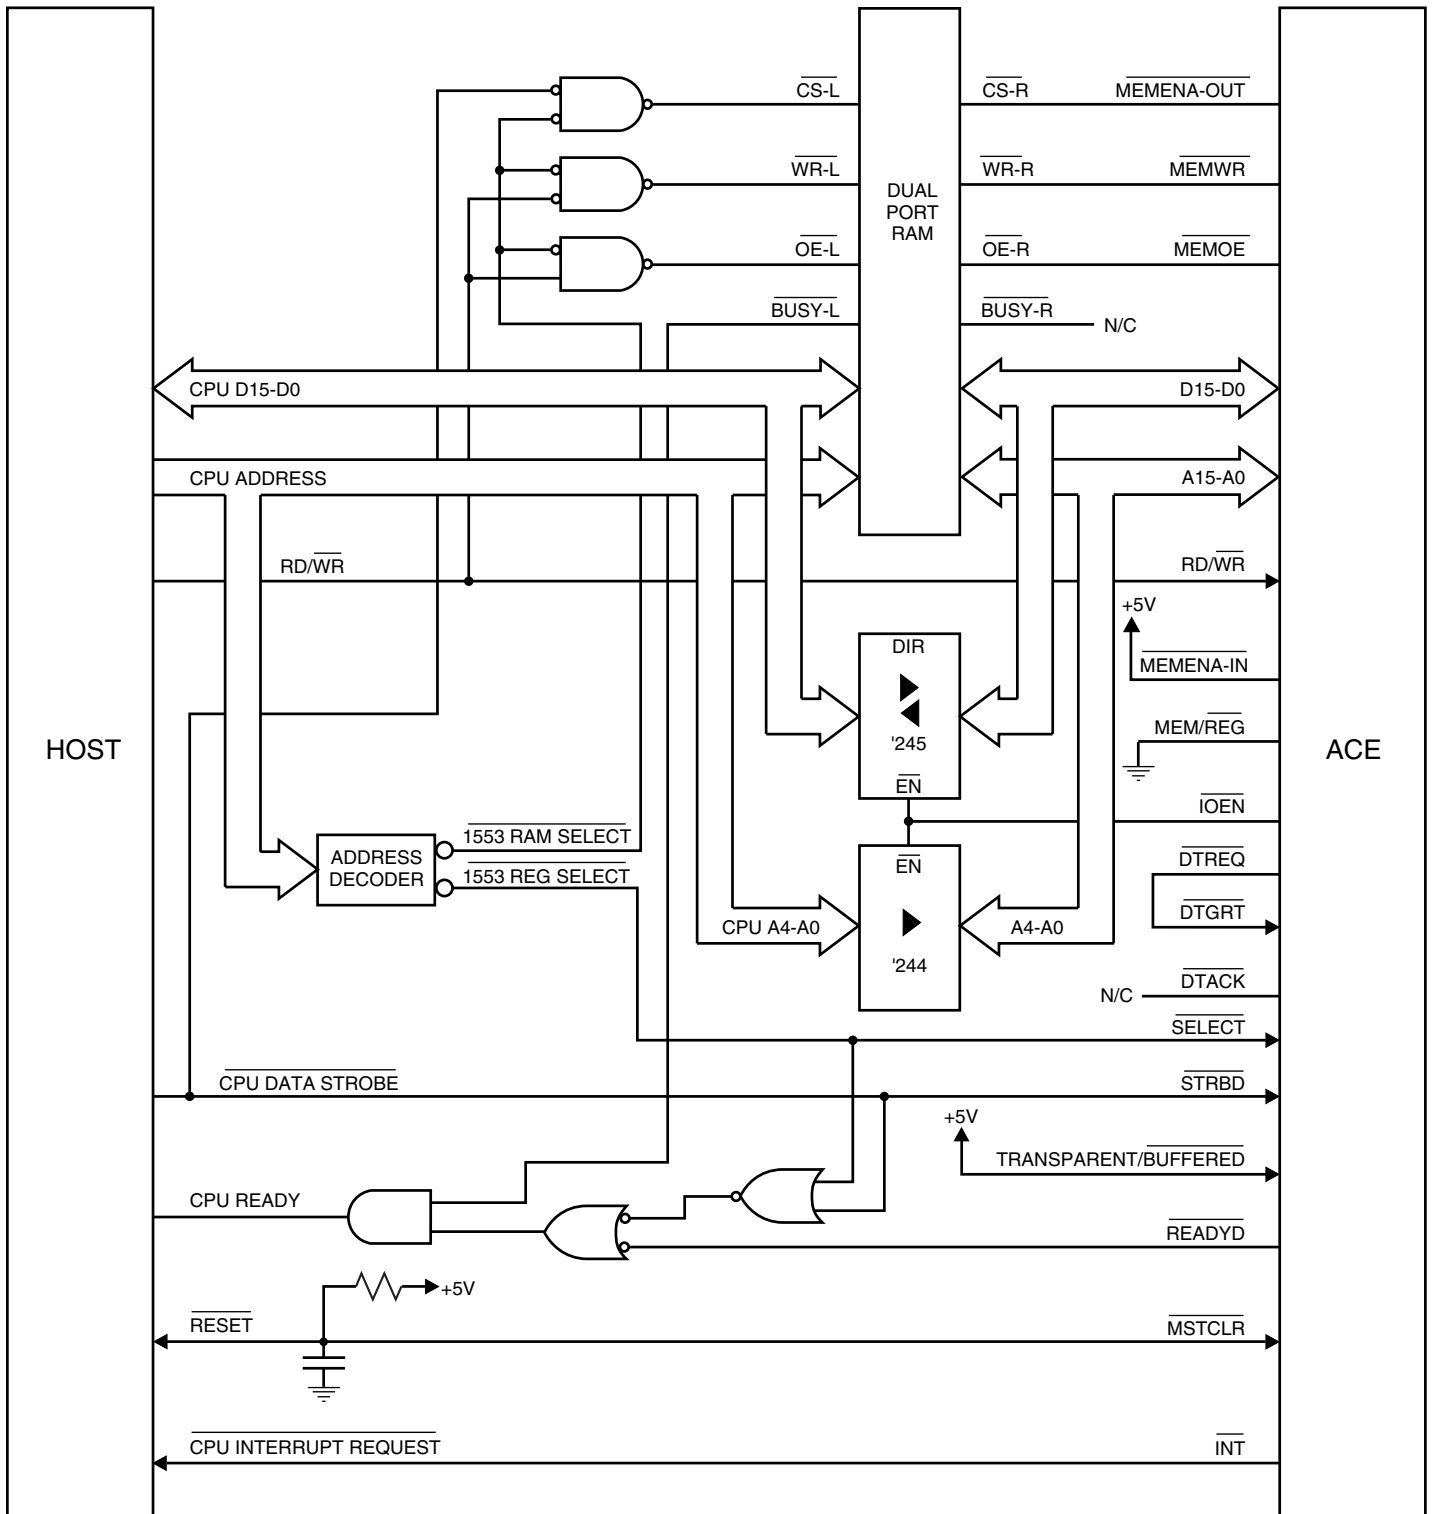 CS-L
CS-R
MEMENA-OUT
WR-L
WR-R
MEMWR
DUAL
PORT
RAM
OE-L
OE-R
MEMOE
BUSY-L
BUSY-R
N/C
CPU D15-D0
D15-D0
CPU ADDRESS
A15-A0
RD/WR
RD/WR
+5V
DIR
MEMENA-IN
MEM/REG
HOST
'245
ACE
EN
IOEN
1553 RAM SELECT
ADDRESS
DECODER
1553 REG SELECT
EN
DTREQ
CPU A4-A0
A4-A0
DTGRT
'244
N/C
DTACK
SELECT
CPU DATA STROBE
STRBD
+5V
TRANSPARENT/BUFFERED
CPU READY
READYD
+5V
RESET
MSTCLR
CPU INTERRUPT REQUEST
INT